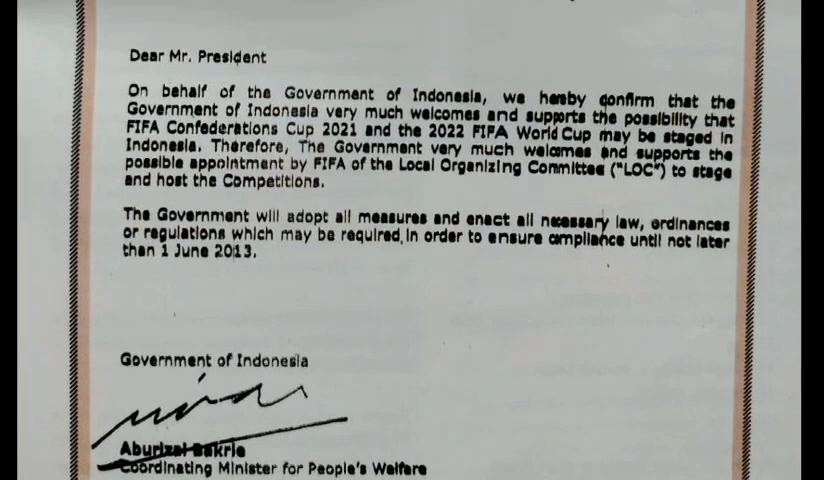 Dear Mr. President
On behalf of the Government of Indonesia, we hereby confirm that the
Government of Indonesia very much welcomes and supports the possibility that
FIFA Confederations Cup 2021 and the 2022 FIFA World Cup may be staged in
Indonesia. Therefore, The Government very much welcomes and supports the
possible appointment by FIFA of the Local Organizing Committee ("LOC") to stage
and host the Competitions.
The Government will adopt all measures and enact all necessary law, ordinances
or regulations which may be required in order to ensure compliance until not later
than 1 June 2013.
Government of Indonesia
Aburizal Bakrie
Coordinating Minister for People's Welfare